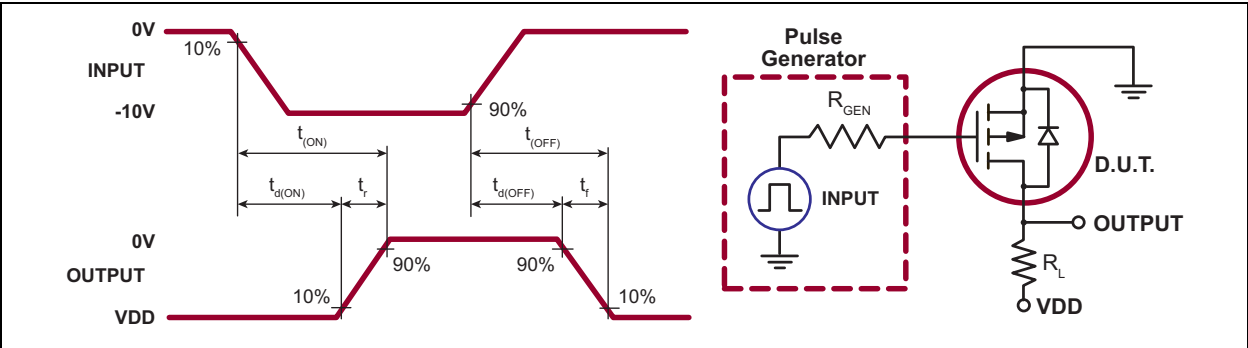 0V
10%
INPUT
-10V
90%
t(ON)
t(OFF)
td(ON)
tr
td(OFF)
tf
0V
90%
90%
OUTPUT
10%
10%
VDD
Pulse
Generator
RGEN
INPUT
D.U.T.
OUTPUT
RL
VDD